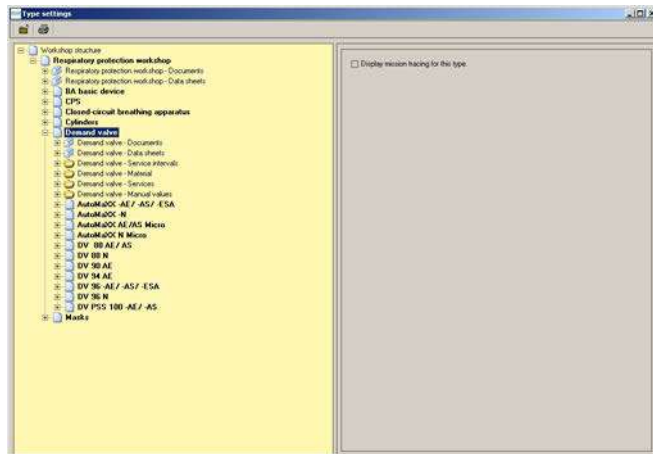 Type settings
Workshop structure
Respiratory protection workshop
Respiratory protection workshop - Documents
Respiratory protection workshop - Data sheets
BA basic device
CPS
Closed-circuit breathing apparatus
Cylinders
Demand valve
Demand valve - Documents
Demand valve - Data sheets
Demand valve - Service intervals
Demand valve - Material
Demand valve - Services
Demand valve - Manual values
AutoMaXX -AE/ -AS/ -ESA
AutoMaXX -N
AutoMaXX AE/AS Micro
AutoMaXX N Micro
DV 88 AE/ AS
DV 88 N
DV 90 AE
DV 94 AE
DV 96 -AE/ -AS/ -ESA
DV 96 N
DV PSS 100 -AE/ -AS
Masks
Display mission tracing for this type